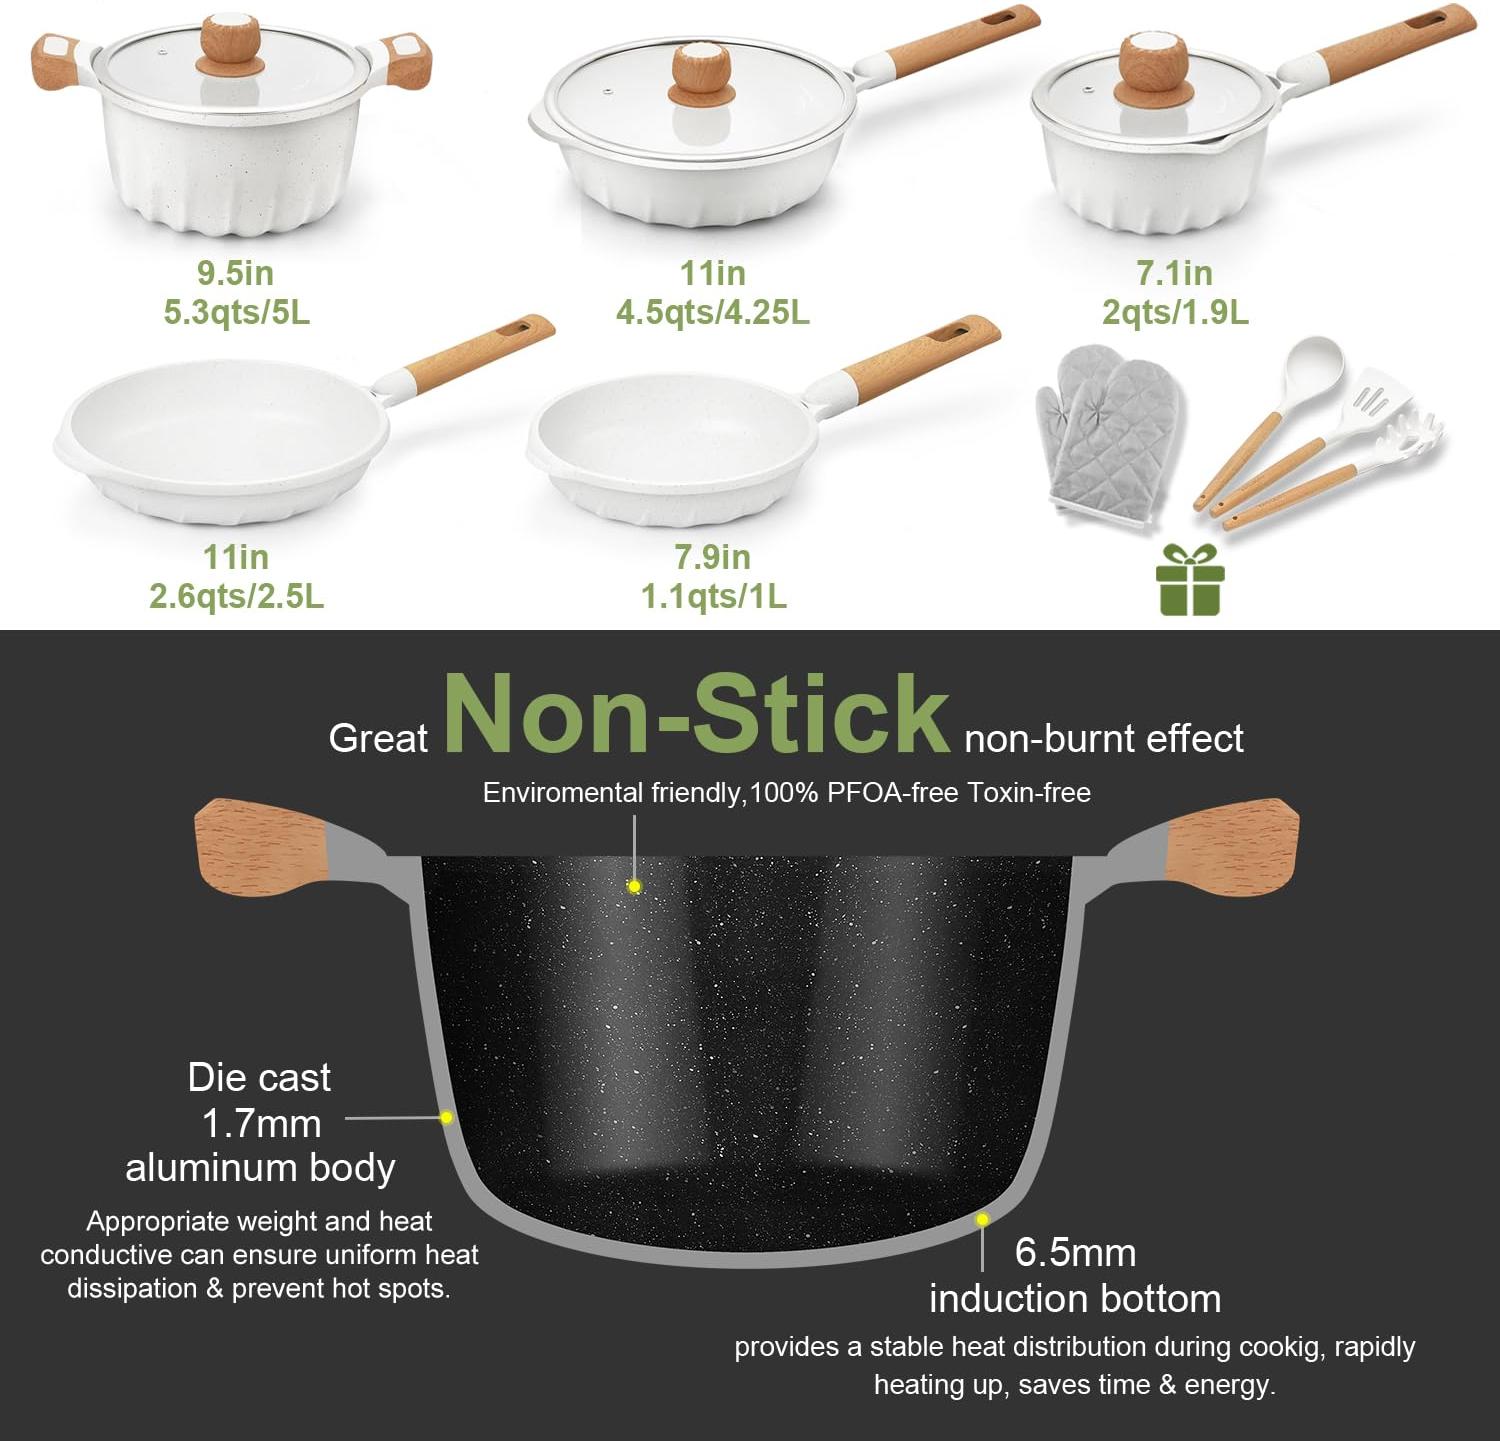 9.5in
5.3qts/5L
11in
4.5qts/4.25L
7.1in
2qts/1.9L
11in
2.6qts/2.5L
7.9in
1.1qts/1L
Great Non-Stick non-burnt effect
Enviromental friendly,100% PFOA-free Toxin-free
Die cast
1.7mm
aluminum body
Appropriate weight and heat
conductive can ensure uniform heat
dissipation & prevent hot spots.
6.5mm
induction bottom
provides a stable heat distribution during cookig, rapidly
heating up, saves time & energy.